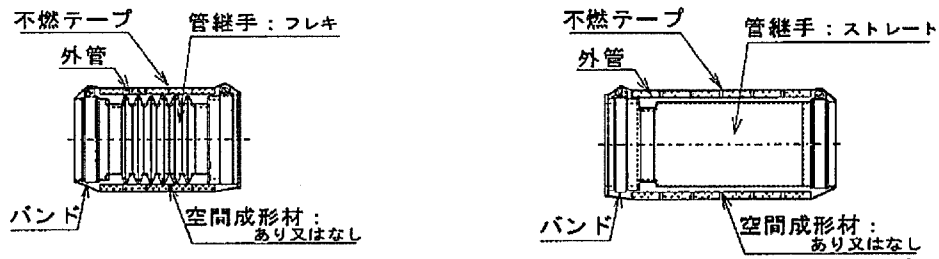 不燃テープ
管継手：フレキ
外管
バンド
空間成形材：
あり又はなし
不燃テープ
管継手：ストレート
外管
バンド
空間成形材：
あり又はなし